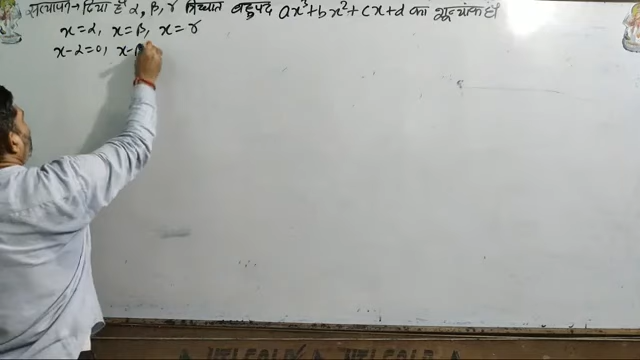 सत्यापन→ दिया है α, β, γ त्रिघात बहुपद ax³+bx²+cx+d का शून्यांक है
x=α, x=β, x=γ
x-α=0, x-β